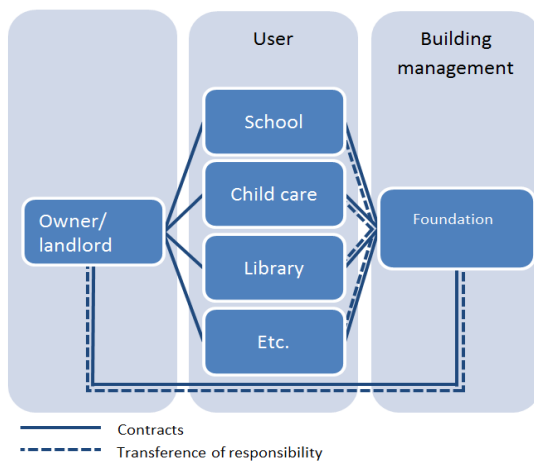 User
Building
management
School
Child care
Owner/
landlord
Foundation
Library
Etc.
Contracts
Transference of responsibility